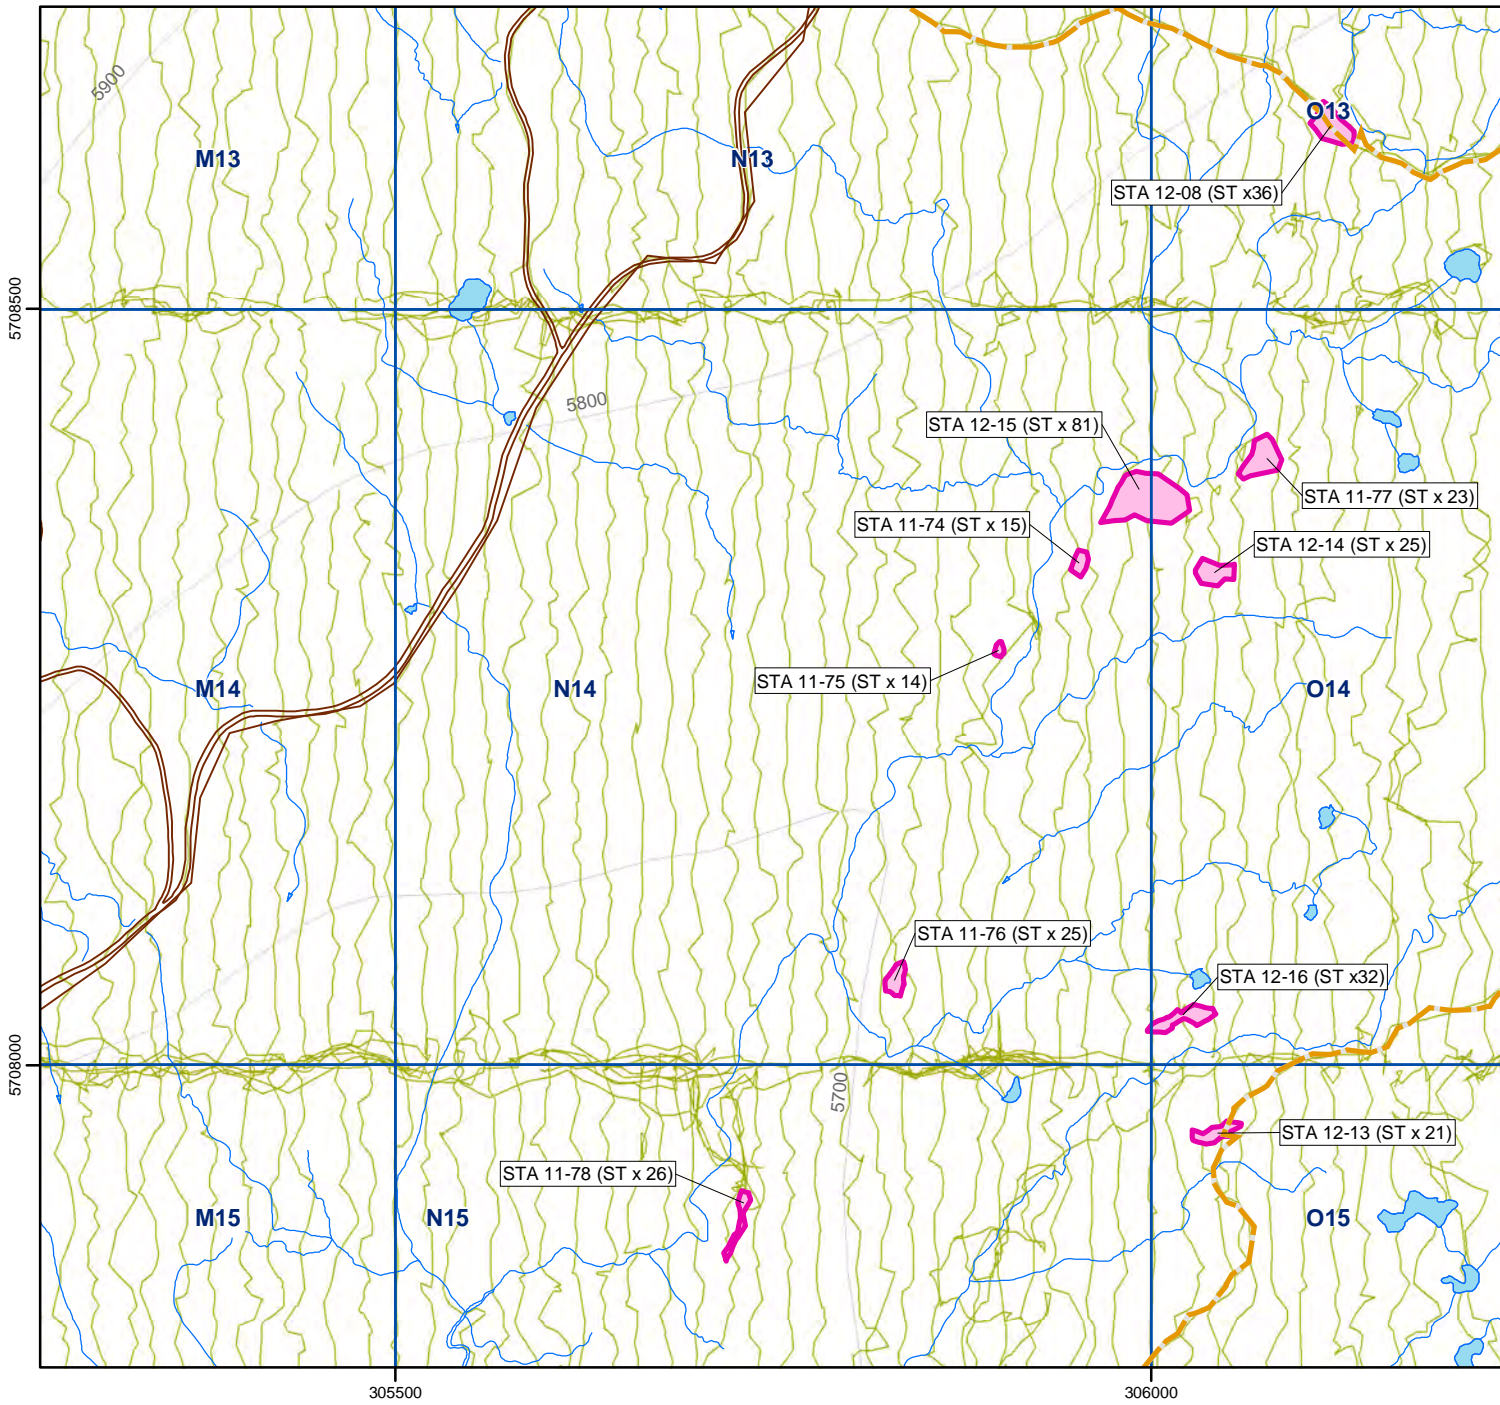 5900
O13
M13
N13
STA 12-08 (ST x36)
5708500
5800
STA 12-15 (ST x 81)
STA 11-77 (ST x 23)
STA 11-74 (ST x 15)
STA 12-14 (ST x 25)
STA 11-75 (ST x 14)
M14
N14
O14
STA 11-76 (ST x 25)
STA 12-16 (ST x32)
5708000
5700
STA 12-13 (ST x 21)
STA 11-78 (ST x 26)
M15
N15
O15
305500
306000